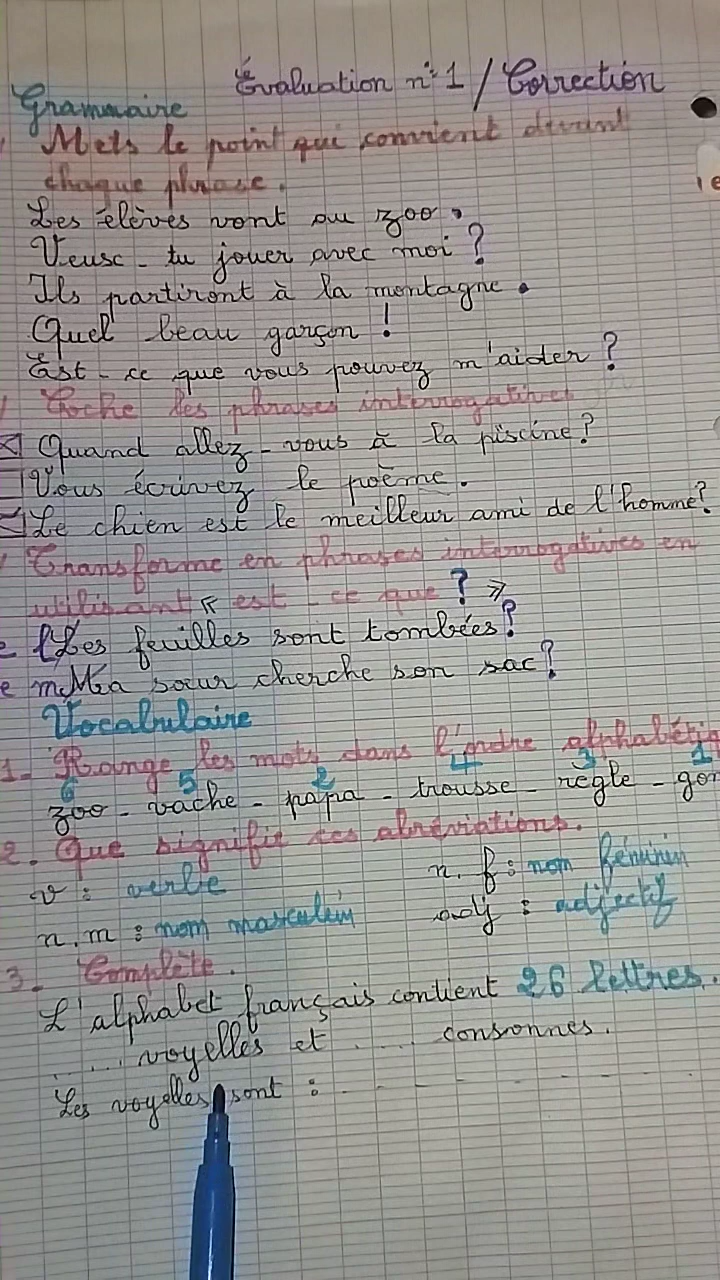 Évaluation n°1 / Correction
Grammaire
Mets le point qui convient devant
chaque phrase.
Les élèves vont au zoo.
Veux-tu jouer avec moi ?
Ils partiront à la montagne.
Quel beau garçon !
Est-ce que vous pouvez m'aider ?
Coche les phrases interrogatives
Quand allez-vous à la piscine ?
Vous écrivez le poème.
Le chien est le meilleur ami de l'homme ?
Transforme en phrases interrogatives en
utilisant « est-ce que ? »
Les feuilles sont tombées ?
Ma sœur cherche son sac ?
Vocabulaire
1. Range les mots dans l'ordre
6 5 2 4 3 1
zoo - vache - papa - trousse - règle -
2. Que signifie ces abréviations.
v : verbe n. f : nom féminin
n. m : nom masculin adj : adjectif
3. Complète.
L'alphabet français contient 26 lettres.
..... voyelles et ..... consonnes.
Les voyelles sont : - - - - - -